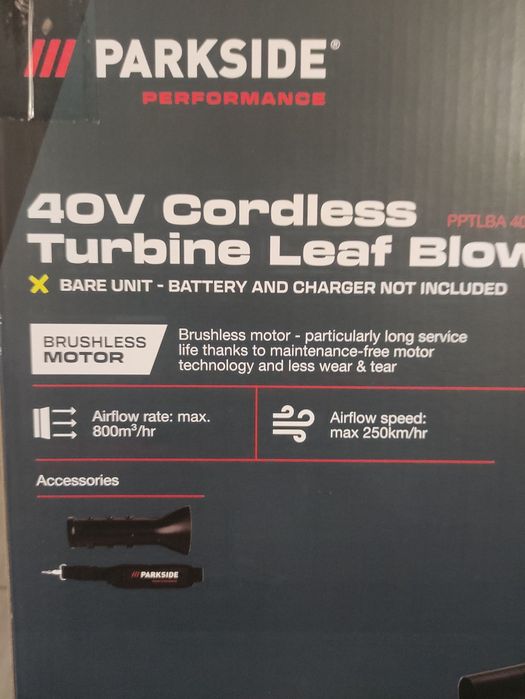 PARKSIDE®
PERFORMANCE
40V Cordless
PPTLBA 40
Turbine Leaf Blow
BARE UNIT - BATTERY AND CHARGER NOT INCLUDED
BRUSHLESS
MOTOR
Brushless motor - particularly long service
life thanks to maintenance-free motor
technology and less wear & tear
Airflow rate: max.
800m³/hr
Airflow speed:
max 250km/hr
Accessories
PARKSIDE